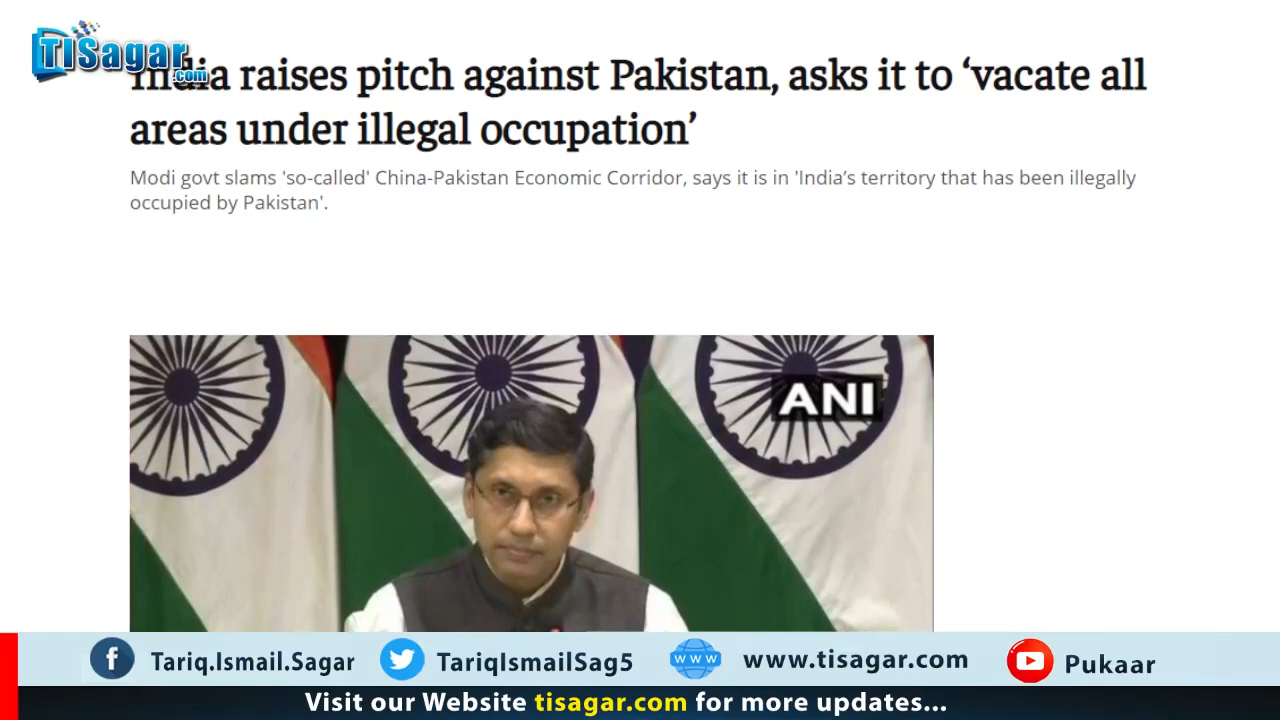 TISagar
.com
India raises pitch against Pakistan, asks it to ‘vacate all
areas under illegal occupation’
Modi govt slams 'so-called' China-Pakistan Economic Corridor, says it is in 'India’s territory that has been illegally
occupied by Pakistan'.
ANI
Tariq.Ismail.Sagar
TariqIsmailSag5
www
www.tisagar.com
Pukaar
Visit our Website tisagar.com for more updates...